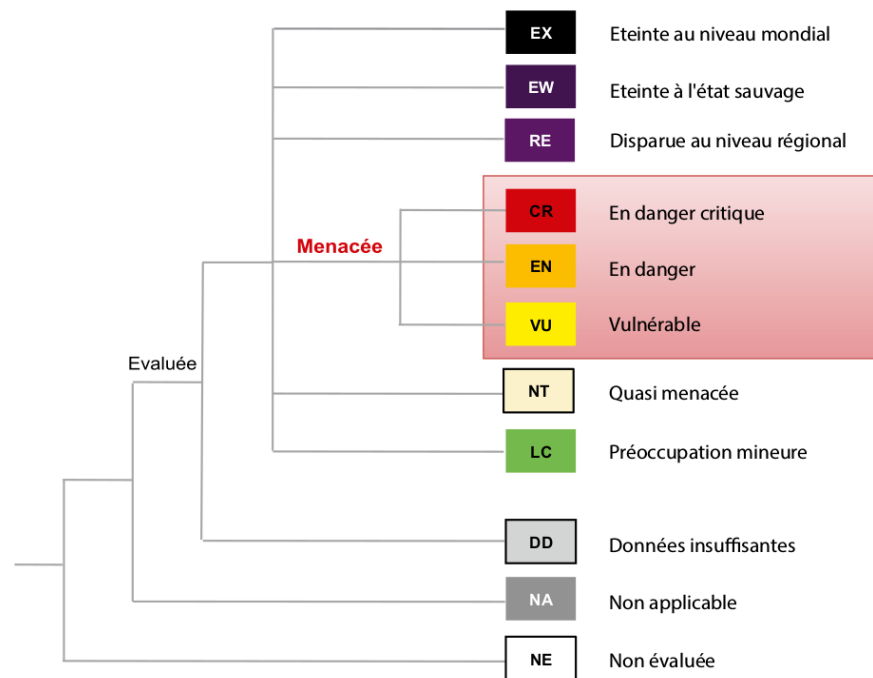 EX Eteinte au niveau mondial
EW Eteinte à l'état sauvage
RE Disparue au niveau régional
CR En danger critique
Menacée
EN En danger
VU Vulnérable
Evaluée
NT Quasi menacée
LC Préoccupation mineure
DD Données insuffisantes
NA Non applicable
NE Non évaluée